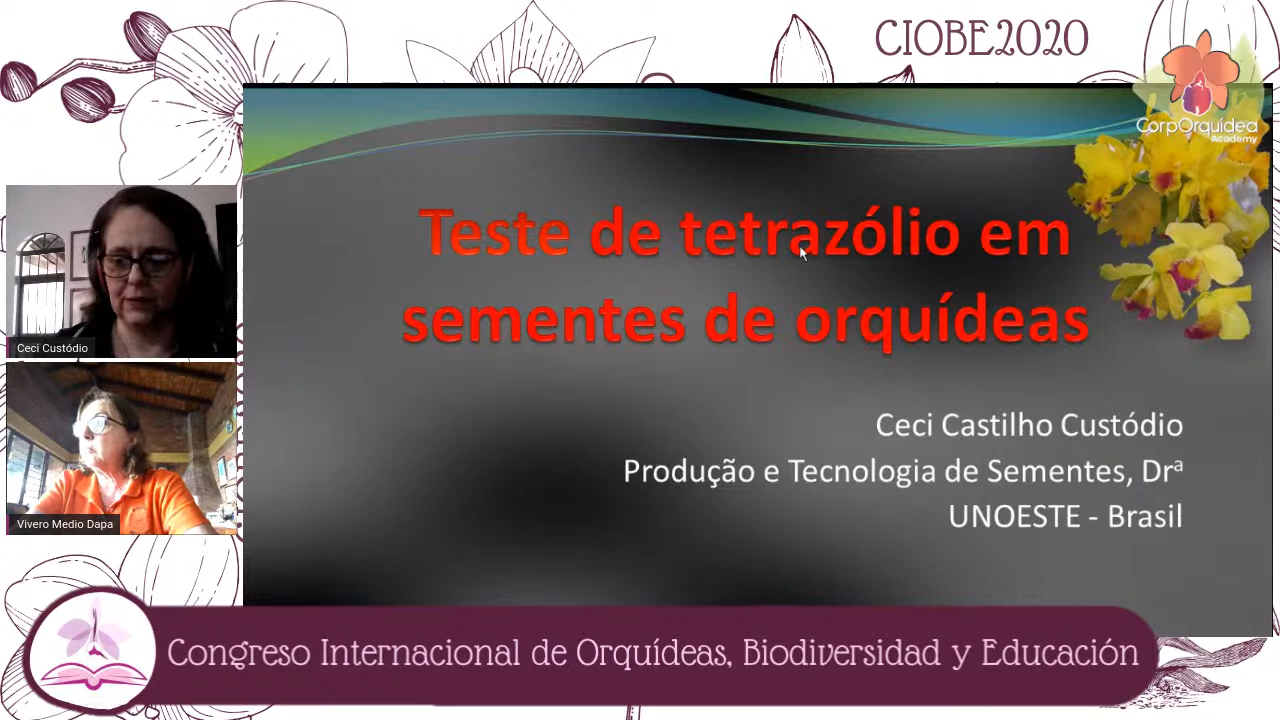 CIOBE2020
CorpOrquídea
Academy
Teste de tetrazólio em
sementes de orquídeas
Ceci Castilho Custódio
Produção e Tecnologia de Sementes, Drª
UNOESTE - Brasil
Ceci Custódio
Vivero Medio Dapa
Congreso Internacional de Orquídeas, Biodiversidad y Educación